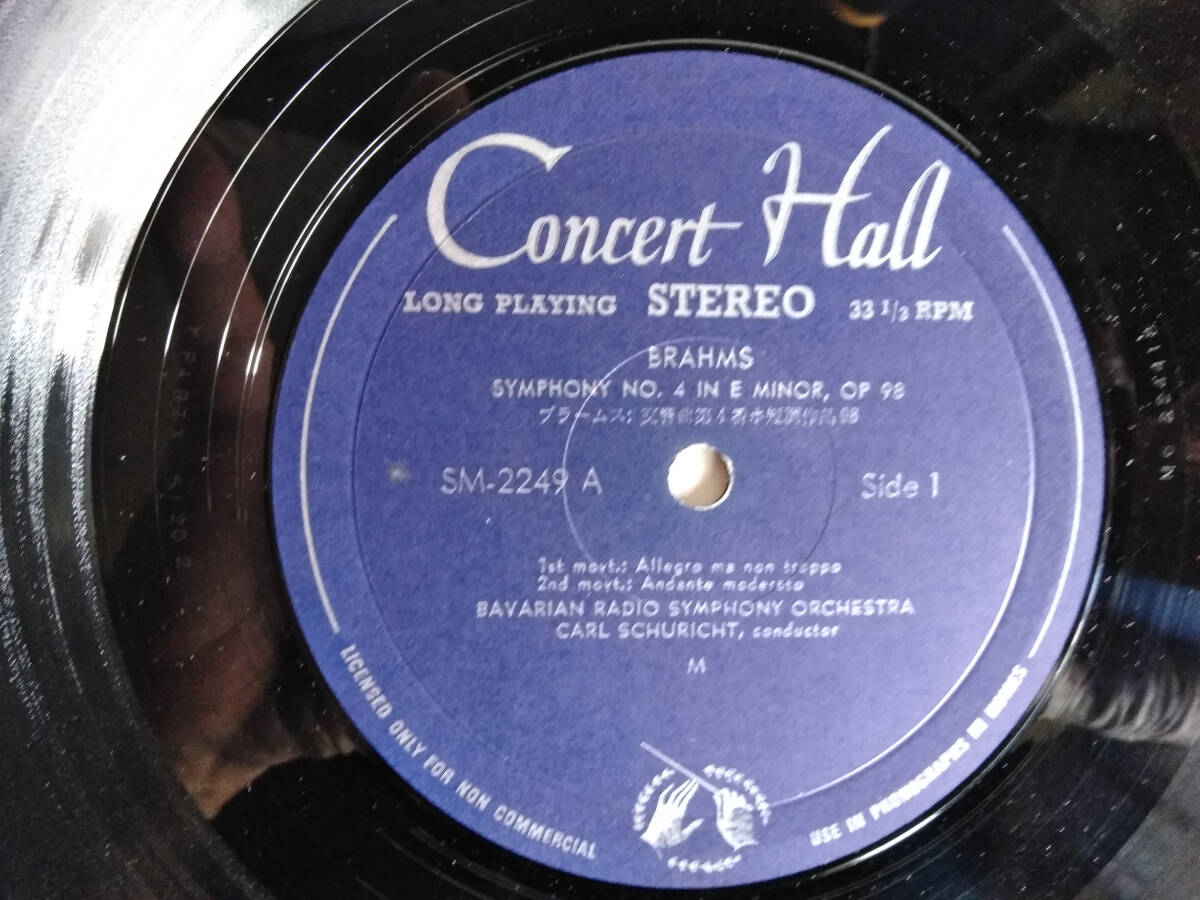 Concert Hall
LONG PLAYING STEREO 33 1/3 RPM
BRAHMS
SYMPHONY NO. 4 IN E MINOR, OP 98
ブラームス: 交響曲第4番ホ短調作品98
SM-2249 A
Side 1
1st movt.: Allegro ma non troppo
2nd movt.: Andante moderato
BAVARIAN RADIO SYMPHONY ORCHESTRA
CARL SCHURICHT, conductor
M
LICENSED ONLY FOR NON COMMERCIAL
USE IN PHONOGRAPHS IN HOMES